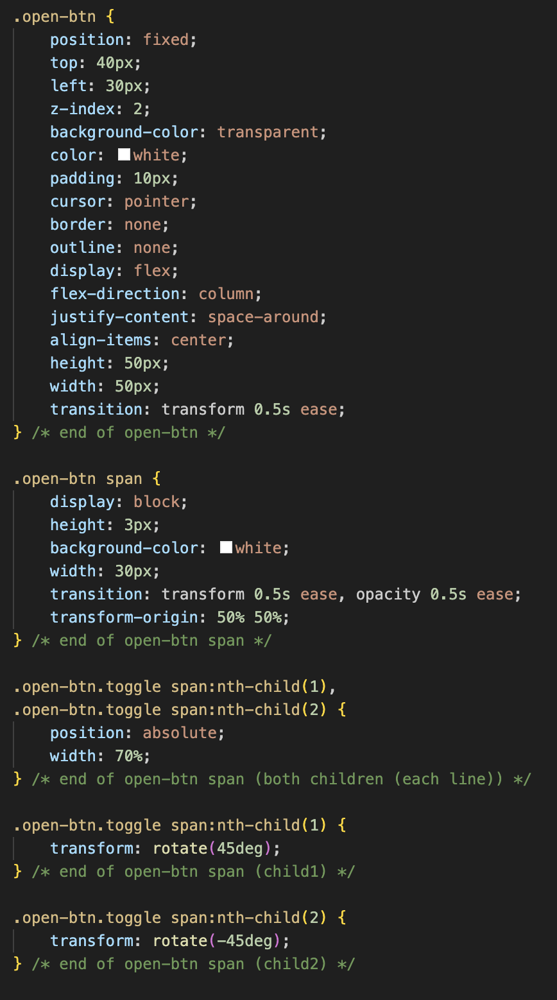 .open-btn {
    position: fixed;
    top: 40px;
    left: 30px;
    z-index: 2;
    background-color: transparent;
    color: white;
    padding: 10px;
    cursor: pointer;
    border: none;
    outline: none;
    display: flex;
    flex-direction: column;
    justify-content: space-around;
    align-items: center;
    height: 50px;
    width: 50px;
    transition: transform 0.5s ease;
} /* end of open-btn */

.open-btn span {
    display: block;
    height: 3px;
    background-color: white;
    width: 30px;
    transition: transform 0.5s ease, opacity 0.5s ease;
    transform-origin: 50% 50%;
} /* end of open-btn span */

.open-btn.toggle span:nth-child(1),
.open-btn.toggle span:nth-child(2) {
    position: absolute;
    width: 70%;
} /* end of open-btn span (both children (each line)) */

.open-btn.toggle span:nth-child(1) {
    transform: rotate(45deg);
} /* end of open-btn span (child1) */

.open-btn.toggle span:nth-child(2) {
    transform: rotate(-45deg);
} /* end of open-btn span (child2) */